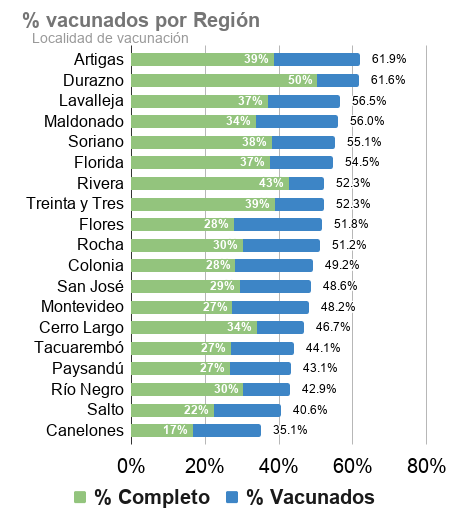 % vacunados por Región
Localidad de vacunación
Artigas 39% 61.9%
Durazno 50% 61.6%
Lavalleja 37% 56.5%
Maldonado 34% 56.0%
Soriano 38% 55.1%
Florida 37% 54.5%
Rivera 43% 52.3%
Treinta y Tres 39% 52.3%
Flores 28% 51.8%
Rocha 30% 51.2%
Colonia 28% 49.2%
San José 29% 48.6%
Montevideo 27% 48.2%
Cerro Largo 34% 46.7%
Tacuarembó 27% 44.1%
Paysandú 27% 43.1%
Río Negro 30% 42.9%
Salto 22% 40.6%
Canelones 17% 35.1%
0% 20% 40% 60% 80%
% Completo % Vacunados